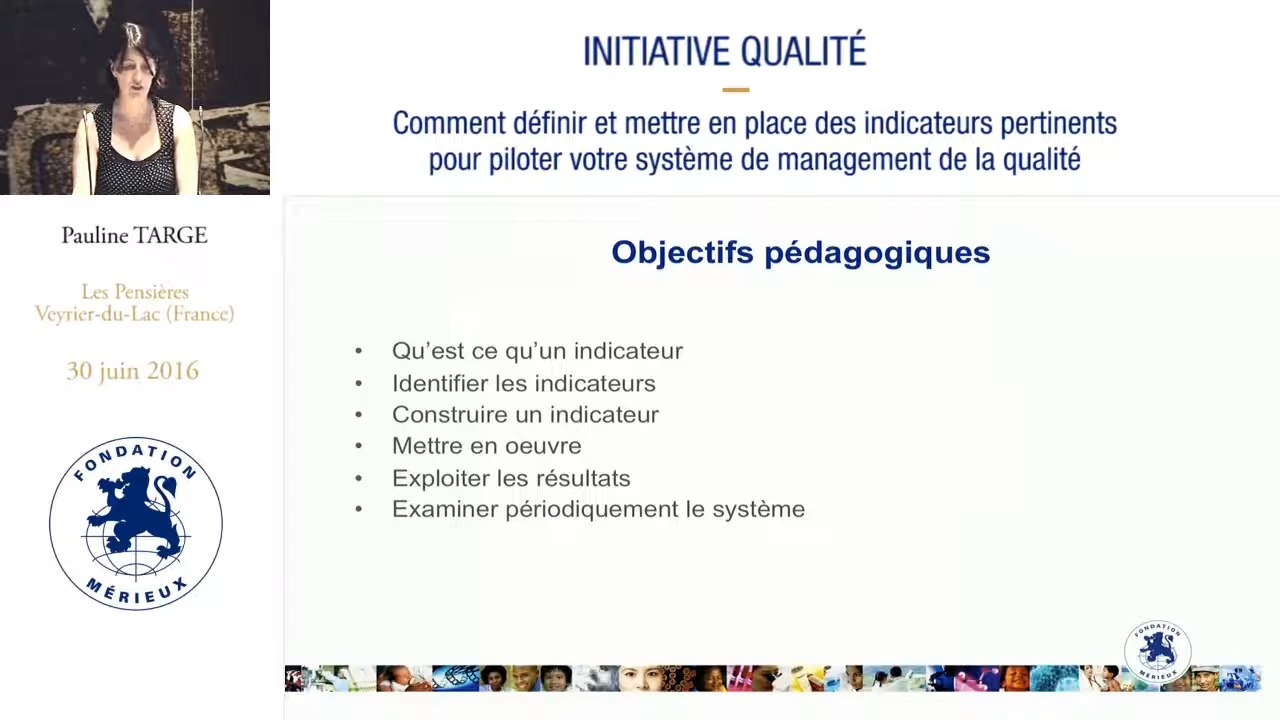 INITIATIVE QUALITÉ
Comment définir et mettre en place des indicateurs pertinents
pour piloter votre système de management de la qualité
Pauline TARGE
Les Pensières
Veyrier-du-Lac (France)
30 juin 2016
FONDATION
MÉRIEUX
Objectifs pédagogiques
• Qu’est ce qu’un indicateur
• Identifier les indicateurs
• Construire un indicateur
• Mettre en oeuvre
• Exploiter les résultats
• Examiner périodiquement le système
FONDATION
MÉRIEUX